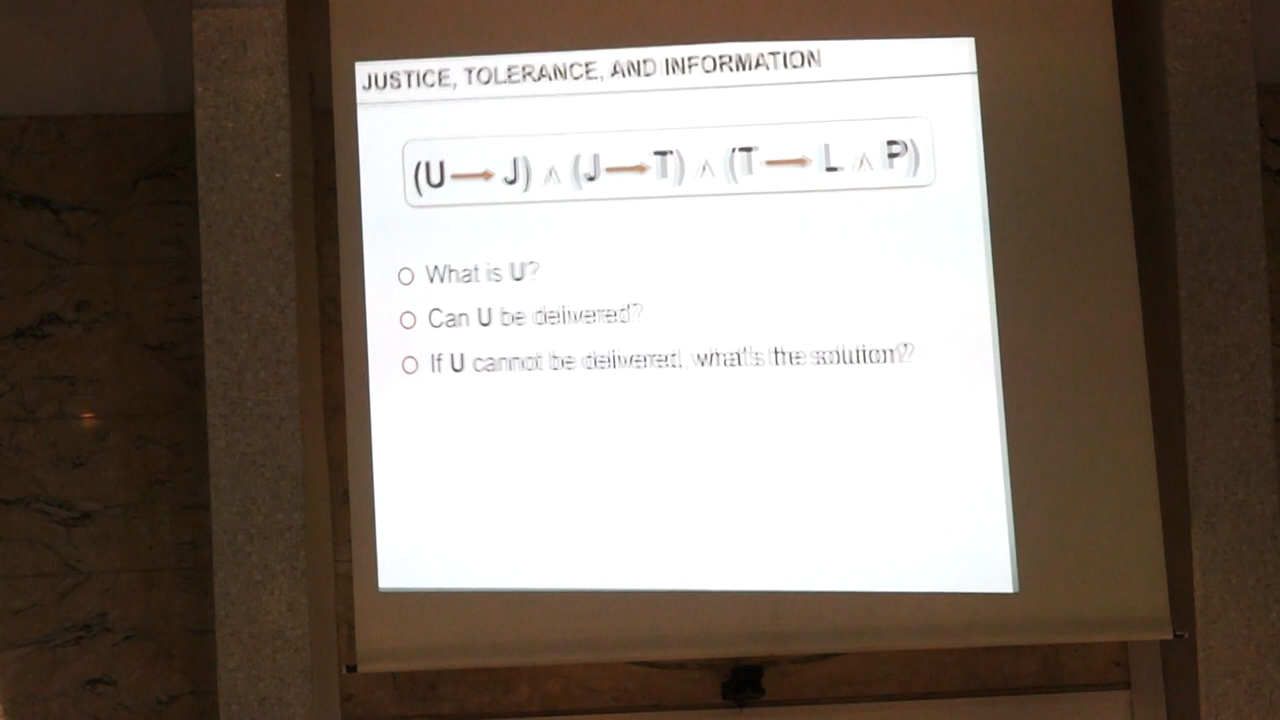 JUSTICE, TOLERANCE, AND INFORMATION
(U → J) ∧ (J → T) ∧ (T → L ∧ P)
What is U?
Can U be delivered?
If U cannot be delivered, what's the solution?